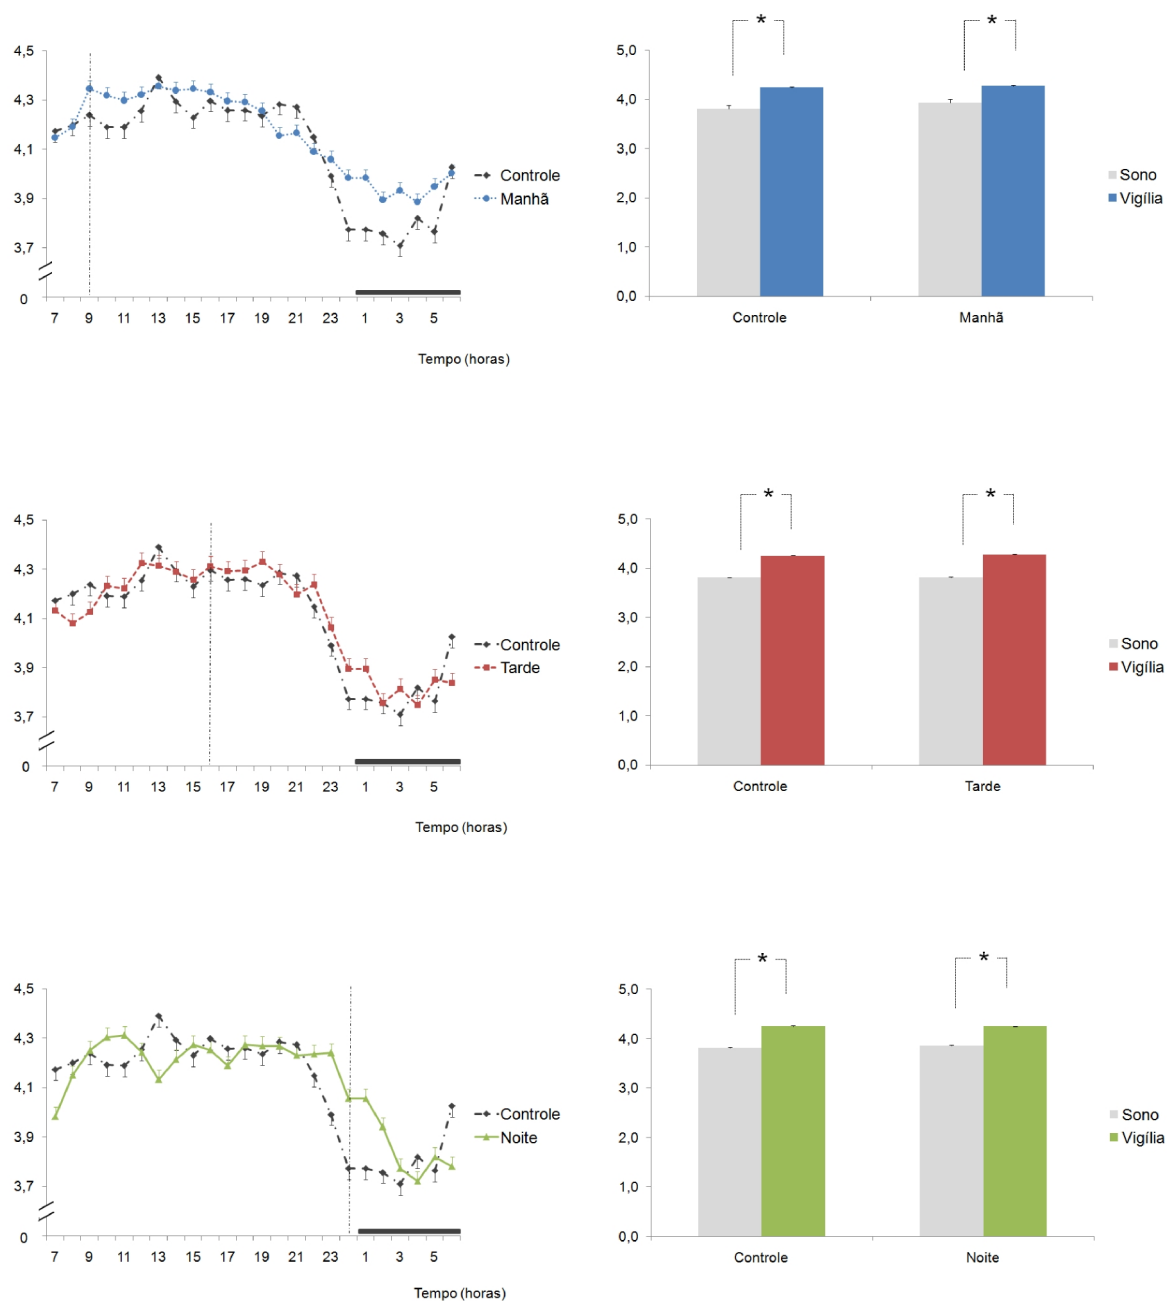 4,5
4,3
4,1
3,9
3,7
0
7 9 11 13 15 17 19 21 23 1 3 5
Tempo (horas)
Controle
Manhã
* *
5,0
4,0
3,0
2,0
1,0
0,0
Controle Manhã
Sono
Vigília
4,5
4,3
4,1
3,9
3,7
0
7 9 11 13 15 17 19 21 23 1 3 5
Tempo (horas)
Controle
Tarde
* *
5,0
4,0
3,0
2,0
1,0
0,0
Controle Tarde
Sono
Vigília
4,5
4,3
4,1
3,9
3,7
0
7 9 11 13 15 17 19 21 23 1 3 5
Tempo (horas)
Controle
Noite
* *
5,0
4,0
3,0
2,0
1,0
0,0
Controle Noite
Sono
Vigília